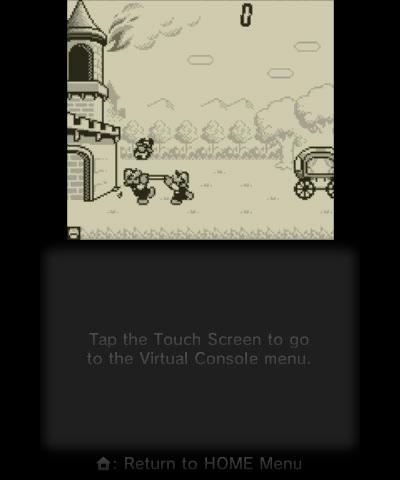 0
Tap the Touch Screen to go
to the Virtual Console menu.
: Return to HOME Menu